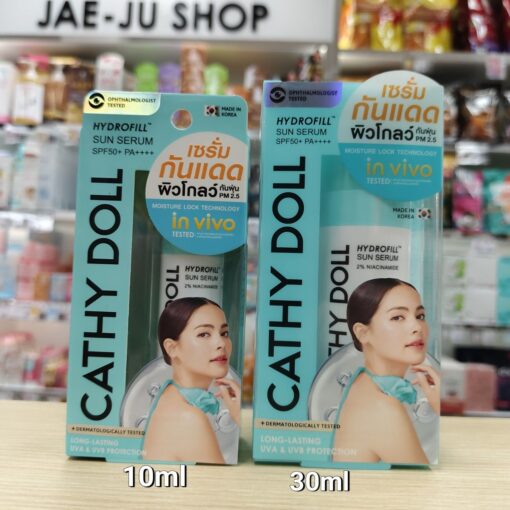 JAE-JU SHOP
OPHTHALMOLOGIST
TESTED
HYDROFILL™
SUN SERUM
SPF50+ PA++++
MADE IN
KOREA
เซรั่ม
กันแดด
ผิวโกลว์ กันฝุ่น
PM 2.5
MOISTURE LOCK TECHNOLOGY
in vivo
TESTED
CATHY DOLL
HYDROFILL™
SUN SERUM
2% NIACINAMIDE
+ DERMATOLOGICALLY TESTED
LONG-LASTING
UVA & UVB PROTECTION
10ml
OPHTHALMOLOGIST
TESTED
HYDROFILL™
SUN SERUM
SPF50+ PA++++
เซรั่ม
กันแดด
ผิวโกลว์ กันฝุ่น
PM 2.5
MOISTURE LOCK TECHNOLOGY
in vivo
TESTED
MADE IN
KOREA
CATHY DOLL
HYDROFILL™
SUN SERUM
2% NIACINAMIDE
+ DERMATOLOGICALLY TESTED
LONG-LASTING
UVA & UVB PROTECTION
30ml